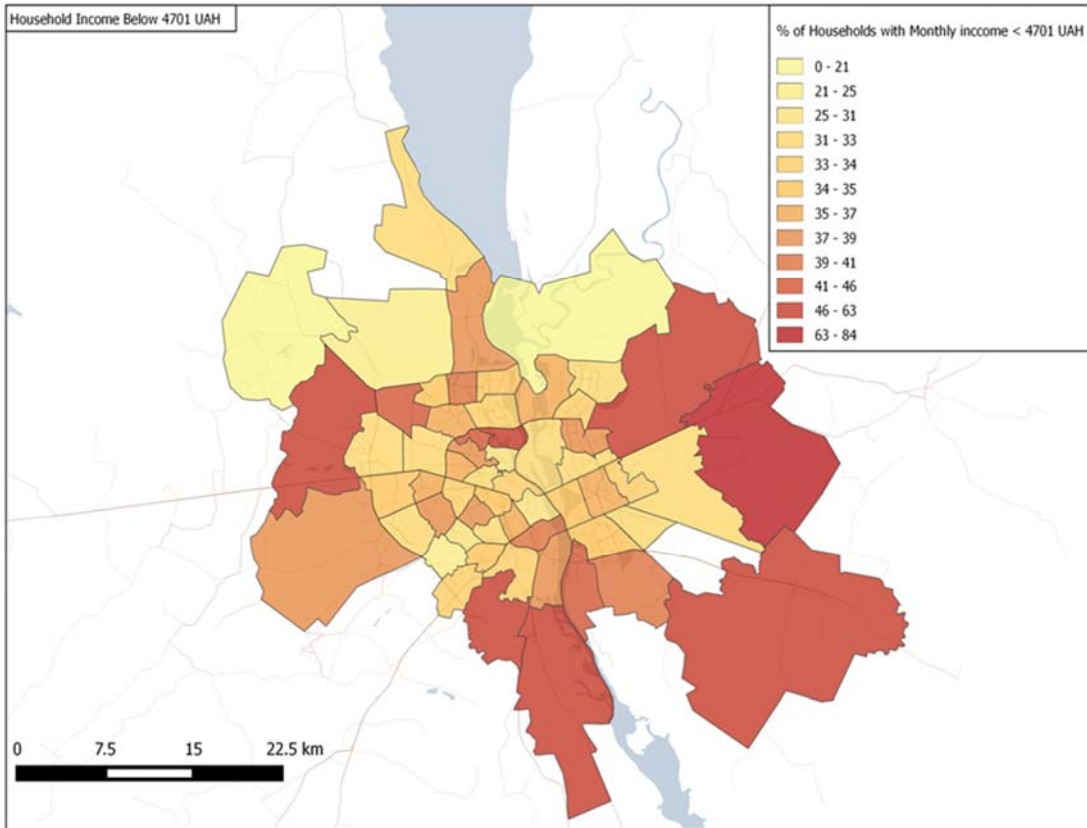 Household Income Below 4701 UAH
% of Households with Monthly inccome < 4701 UAH
0 - 21
21 - 25
25 - 31
31 - 33
33 - 34
34 - 35
35 - 37
37 - 39
39 - 41
41 - 46
46 - 63
63 - 84
0 7.5 15 22.5 km